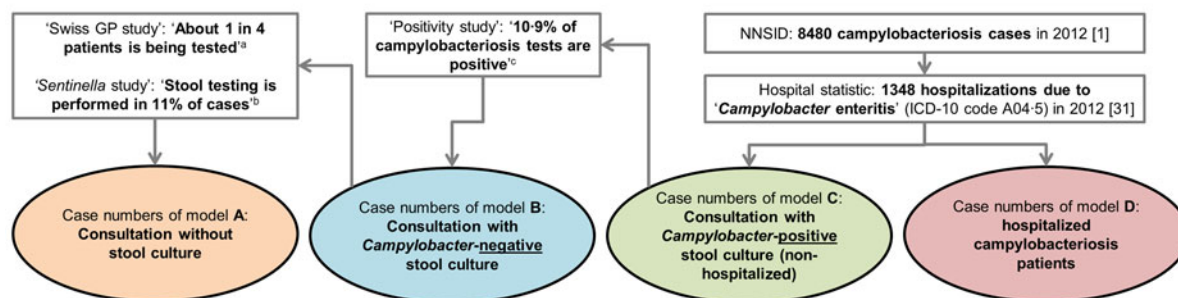 ‘Swiss GP study’: ‘About 1 in 4
patients is being tested’ᵃ
‘Sentinella study’: ‘Stool testing is
performed in 11% of cases’ᵇ
‘Positivity study’: ‘10·9% of
campylobacteriosis tests are
positive’ᶜ
NNSID: 8480 campylobacteriosis cases in 2012 [1]
Hospital statistic: 1348 hospitalizations due to
‘Campylobacter enteritis’ (ICD-10 code A04·5) in 2012 [31]
Case numbers of model A:
Consultation without
stool culture
Case numbers of model B:
Consultation with
Campylobacter-negative
stool culture
Case numbers of model C:
Consultation with
Campylobacter-positive
stool culture (non-
hospitalized)
Case numbers of model D:
hospitalized
campylobacteriosis
patients